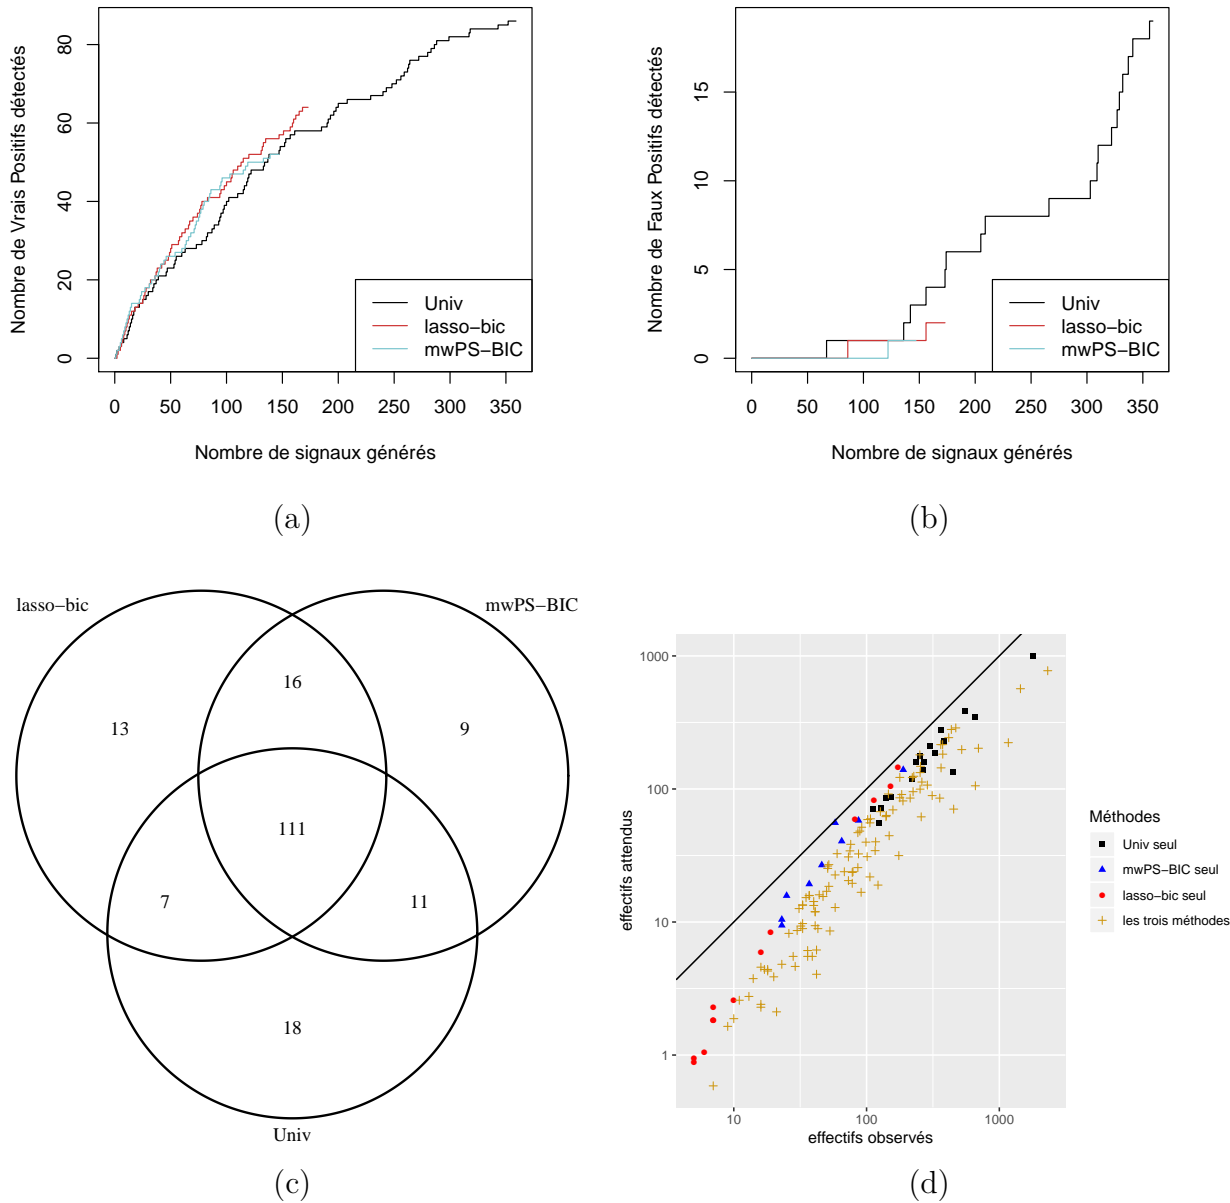 Nombre de Vrais Positifs détectés
80
60
40
20
0
0 50 100 150 200 250 300 350
Nombre de signaux générés
Univ
lasso−bic
mwPS−BIC
(a)
Nombre de Faux Positifs détectés
15
10
5
0
0 50 100 150 200 250 300 350
Nombre de signaux générés
Univ
lasso−bic
mwPS−BIC
(b)
lasso−bic
mwPS−BIC
16
13
9
111
7
11
18
Univ
(c)
effectifs attendus
1000
100
10
1
10 100 1000
effectifs observés
Méthodes
Univ seul
mwPS−BIC seul
lasso−bic seul
les trois méthodes
(d)